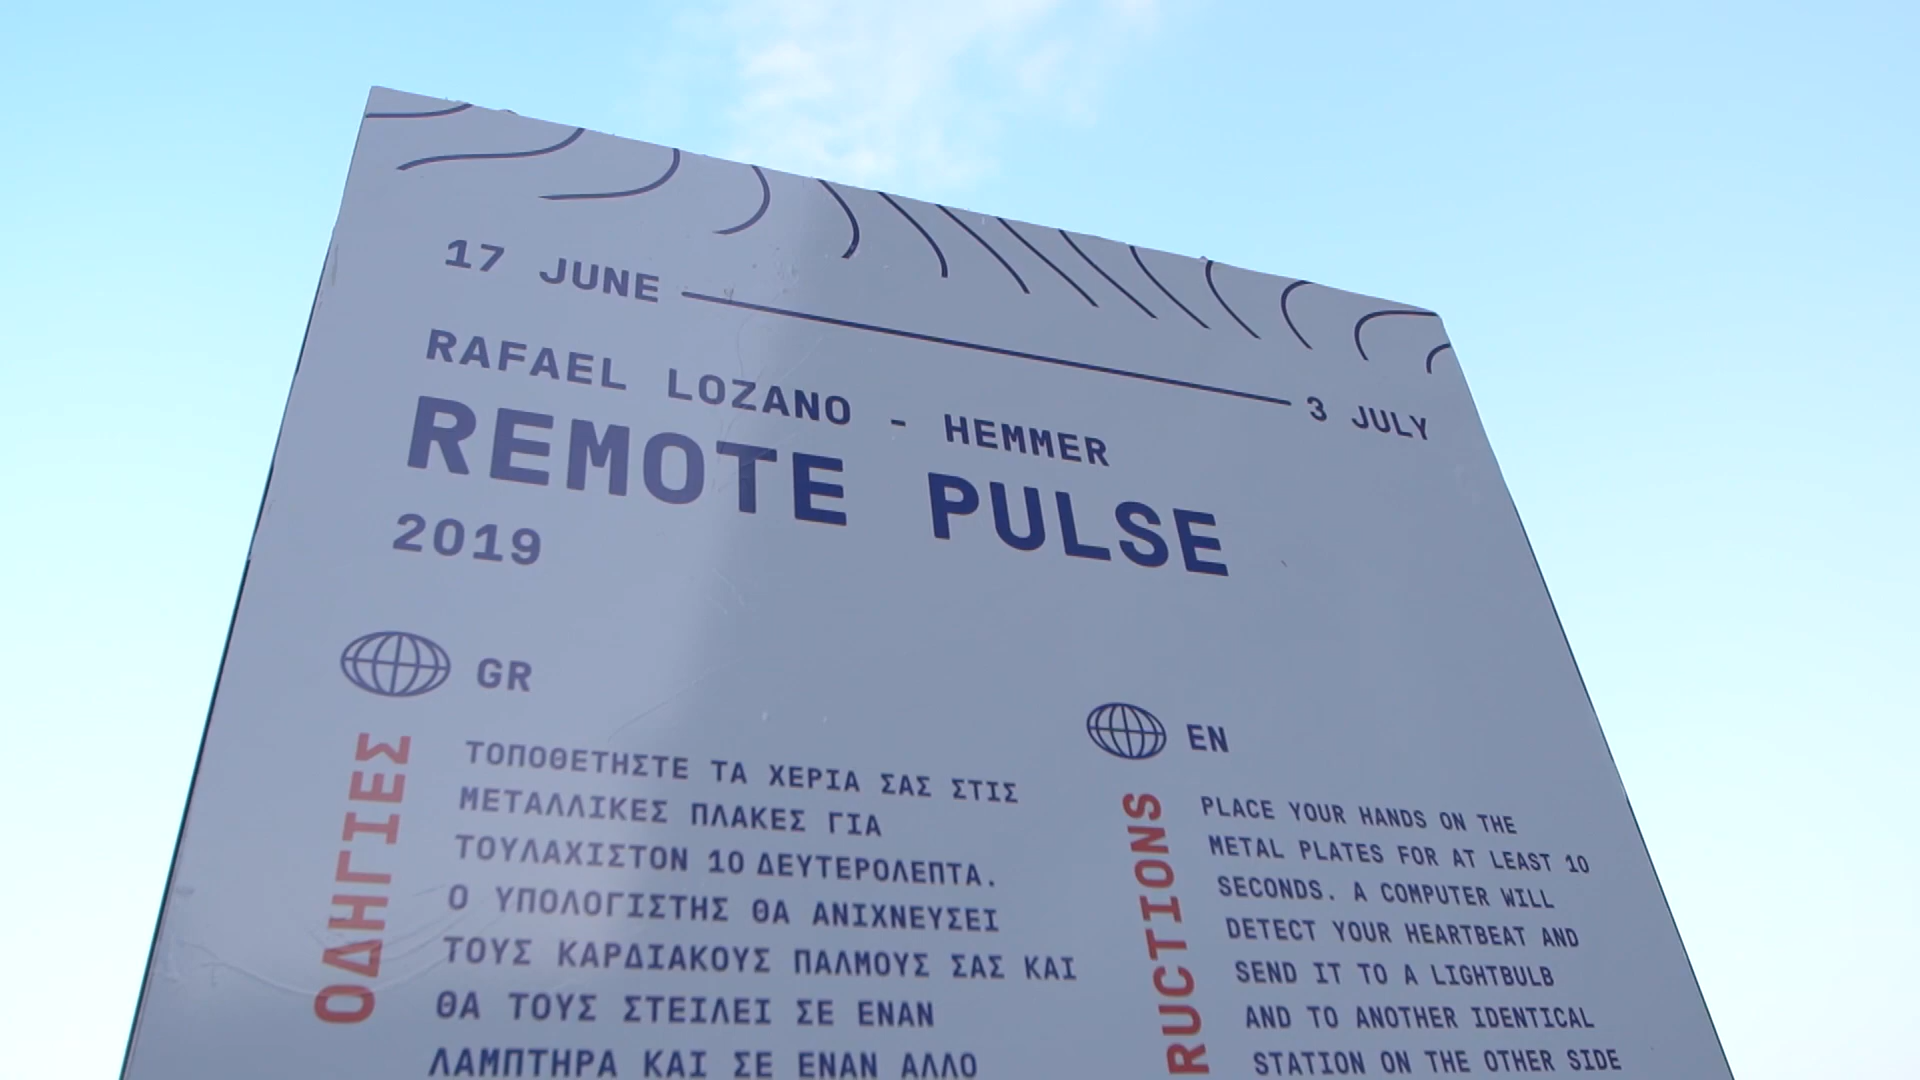 17 JUNE — 3 JULY
RAFAEL LOZANO - HEMMER
REMOTE PULSE
2019
GR
ΟΔΗΓΙΕΣ
ΤΟΠΟΘΕΤΗΣΤΕ ΤΑ ΧΕΡΙΑ ΣΑΣ ΣΤΙΣ
ΜΕΤΑΛΛΙΚΕΣ ΠΛΑΚΕΣ ΓΙΑ
ΤΟΥΛΑΧΙΣΤΟΝ 10 ΔΕΥΤΕΡΟΛΕΠΤΑ.
Ο ΥΠΟΛΟΓΙΣΤΗΣ ΘΑ ΑΝΙΧΝΕΥΣΕΙ
ΤΟΥΣ ΚΑΡΔΙΑΚΟΥΣ ΠΑΛΜΟΥΣ ΣΑΣ ΚΑΙ
ΘΑ ΤΟΥΣ ΣΤΕΙΛΕΙ ΣΕ ΕΝΑΝ
ΛΑΜΠΤΗΡΑ ΚΑΙ ΣΕ ΕΝΑΝ ΑΛΛΟ
EN
RUCTIONS
PLACE YOUR HANDS ON THE
METAL PLATES FOR AT LEAST 10
SECONDS. A COMPUTER WILL
DETECT YOUR HEARTBEAT AND
SEND IT TO A LIGHTBULB
AND TO ANOTHER IDENTICAL
STATION ON THE OTHER SIDE